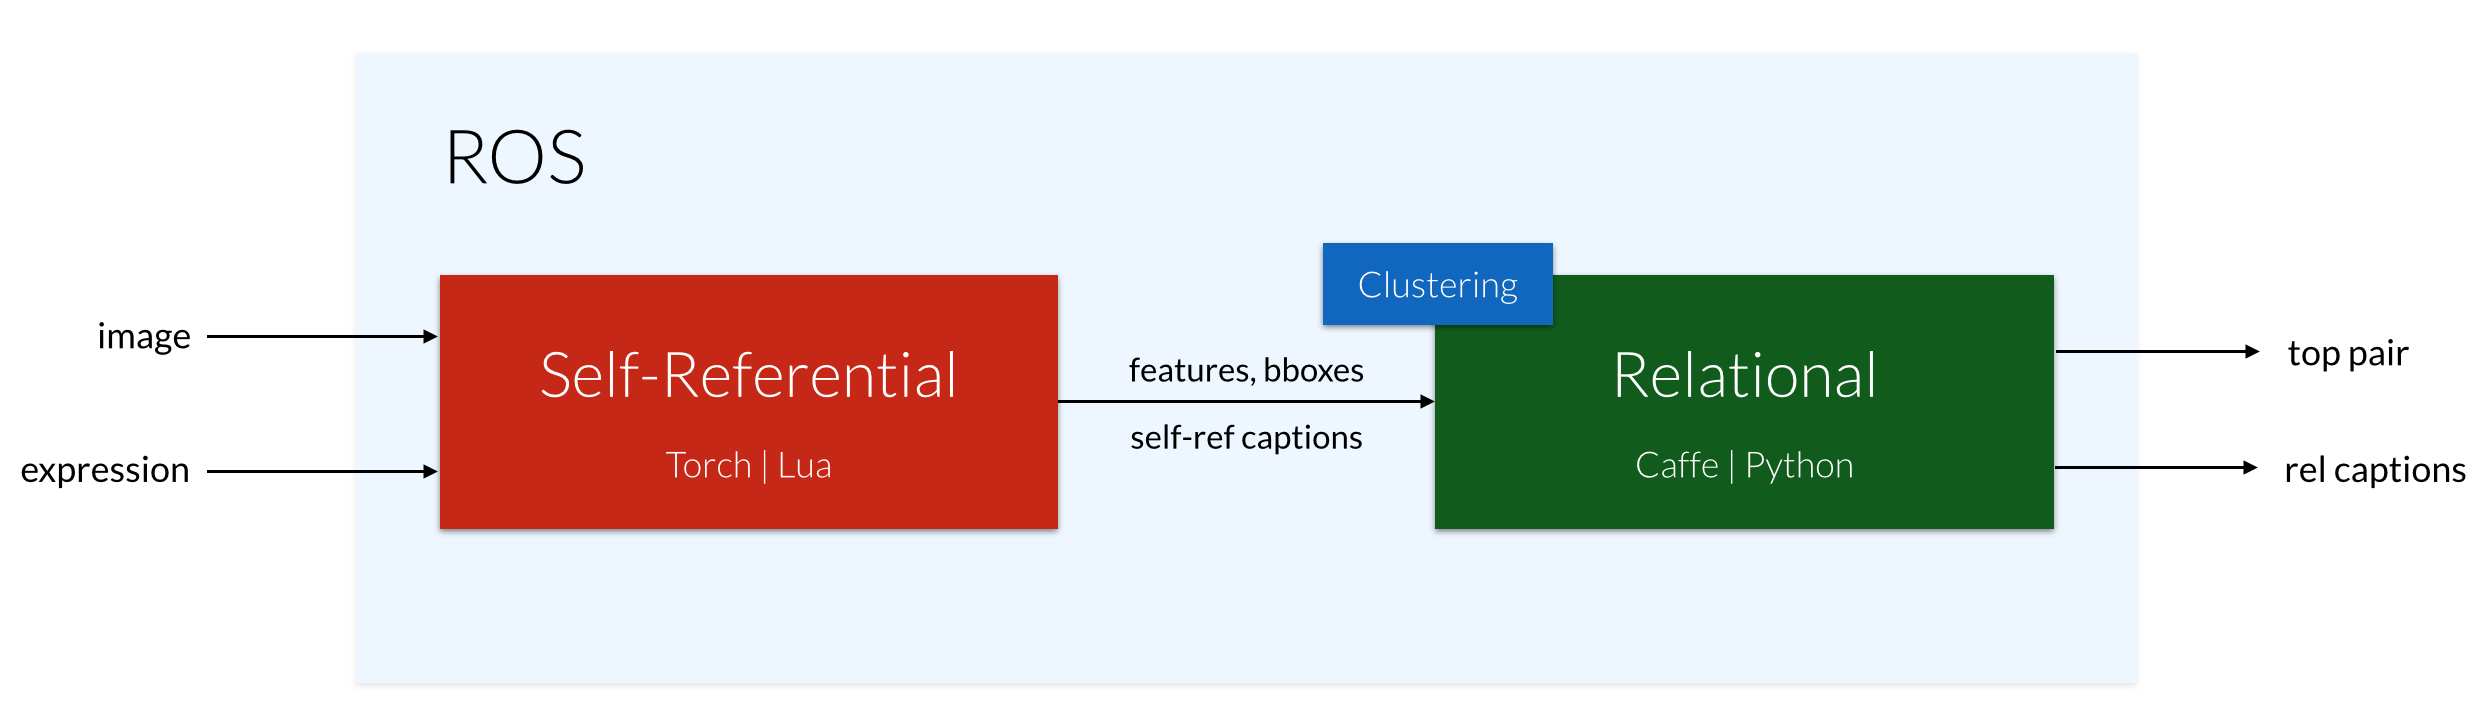 ROS
Clustering
image
expression
Self-Referential
Torch | Lua
features, bboxes
self-ref captions
Relational
Caffe | Python
top pair
rel captions